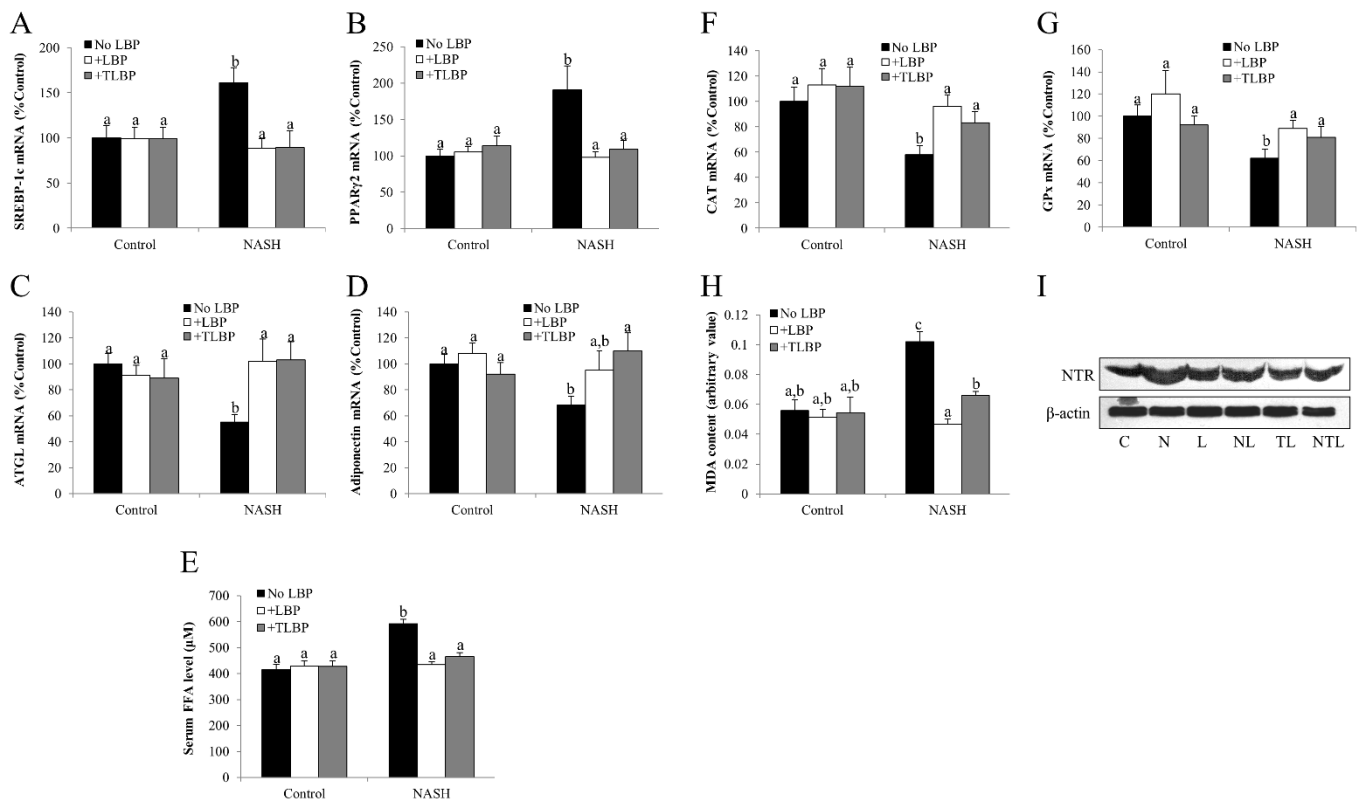 A
SREBP-1c mRNA (%Control)
200
150
100
50
0
No LBP
+LBP
+TLBP
a
a
a
b
a
a
Control
NASH
B
PPARγ2 mRNA (%Control)
250
200
150
100
50
0
No LBP
+LBP
+TLBP
a
a
a
b
a
a
Control
NASH
C
ATGL mRNA (%Control)
140
120
100
80
60
40
20
0
No LBP
+LBP
+TLBP
a
a
a
b
a
a
Control
NASH
D
Adiponectin mRNA (%Control)
140
120
100
80
60
40
20
0
No LBP
+LBP
+TLBP
a
a
a
b
a,b
a
Control
NASH
E
Serum FFA level (µM)
700
600
500
400
300
200
100
0
No LBP
+LBP
+TLBP
a
a
a
b
a
a
Control
NASH
F
CAT mRNA (%Control)
140
120
100
80
60
40
20
0
No LBP
+LBP
+TLBP
a
a
a
b
a
a
Control
NASH
G
GPx mRNA (%Control)
160
140
120
100
80
60
40
20
0
No LBP
+LBP
+TLBP
a
a
a
b
a
a
Control
NASH
H
MDA content (arbitrary value)
0.12
0.1
0.08
0.06
0.04
0.02
0
No LBP
+LBP
+TLBP
a,b
a,b
a,b
c
a
b
Control
NASH
I
NTR
β-actin
C N L NL TL NTL